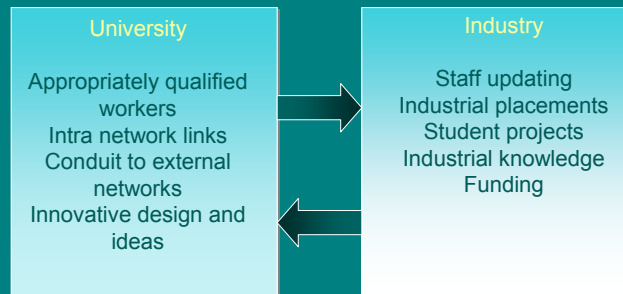 University
Appropriately qualified
workers
Intra network links
Conduit to external
networks
Innovative design and
ideas
Industry
Staff updating
Industrial placements
Student projects
Industrial knowledge
Funding